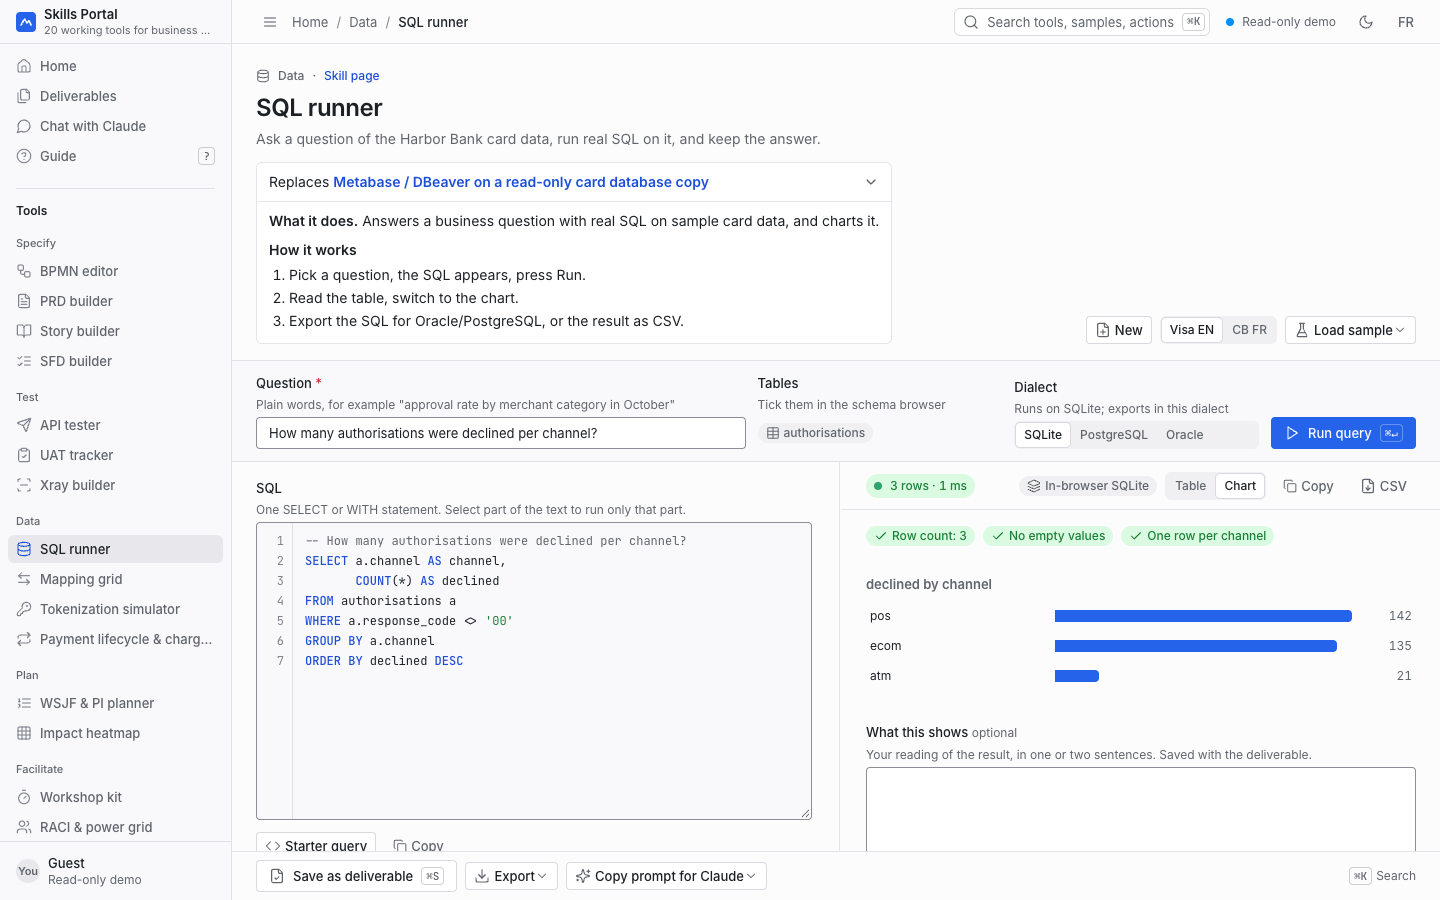 Skills Portal
20 working tools for business ...
Home
Deliverables
Chat with Claude
Guide ?
Tools
Specify
BPMN editor
PRD builder
Story builder
SFD builder
Test
API tester
UAT tracker
Xray builder
Data
SQL runner
Mapping grid
Tokenization simulator
Payment lifecycle & charg...
Plan
WSJF & PI planner
Impact heatmap
Facilitate
Workshop kit
RACI & power grid
You
Guest
Read-only demo
Home / Data / SQL runner
Search tools, samples, actions ⌘K
Read-only demo
FR
Data · Skill page
SQL runner
Ask a question of the Harbor Bank card data, run real SQL on it, and keep the answer.
Replaces Metabase / DBeaver on a read-only card database copy
What it does. Answers a business question with real SQL on sample card data, and charts it.
How it works
1. Pick a question, the SQL appears, press Run.
2. Read the table, switch to the chart.
3. Export the SQL for Oracle/PostgreSQL, or the result as CSV.
New
Visa EN CB FR
Load sample
Question *
Plain words, for example "approval rate by merchant category in October"
How many authorisations were declined per channel?
Tables
Tick them in the schema browser
authorisations
Dialect
Runs on SQLite; exports in this dialect
SQLite PostgreSQL Oracle
Run query ⌘↵
SQL
One SELECT or WITH statement. Select part of the text to run only that part.
1 -- How many authorisations were declined per channel?
2 SELECT a.channel AS channel,
3 COUNT(*) AS declined
4 FROM authorisations a
5 WHERE a.response_code <> '00'
6 GROUP BY a.channel
7 ORDER BY declined DESC
Starter query Copy
3 rows · 1 ms
In-browser SQLite
Table Chart
Copy
CSV
Row count: 3
No empty values
One row per channel
declined by channel
pos 142
ecom 135
atm 21
What this shows optional
Your reading of the result, in one or two sentences. Saved with the deliverable.
Save as deliverable ⌘S
Export
Copy prompt for Claude
⌘K Search